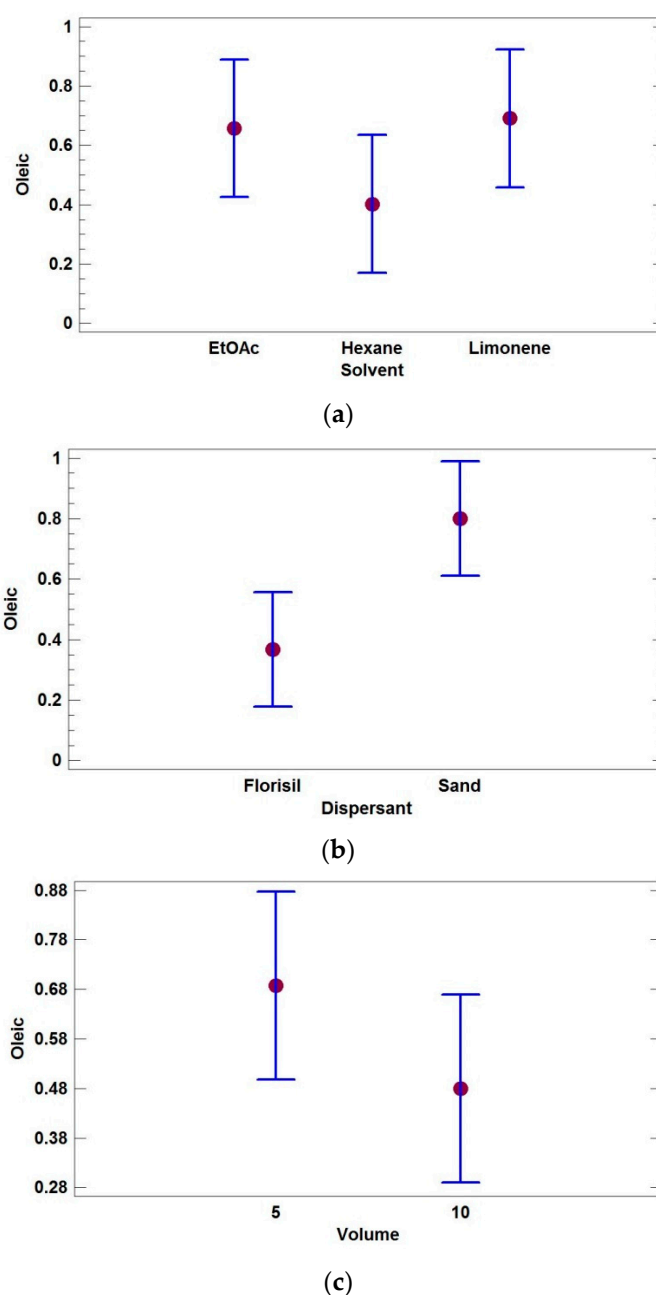 1
0.8
0.6
0.4
0.2
0
Oleic
EtOAc Hexane Limonene
Solvent
(a)
1
0.8
0.6
0.4
0.2
0
Oleic
Florisil Sand
Dispersant
(b)
0.88
0.78
0.68
0.58
0.48
0.38
0.28
Oleic
5 10
Volume
(c)